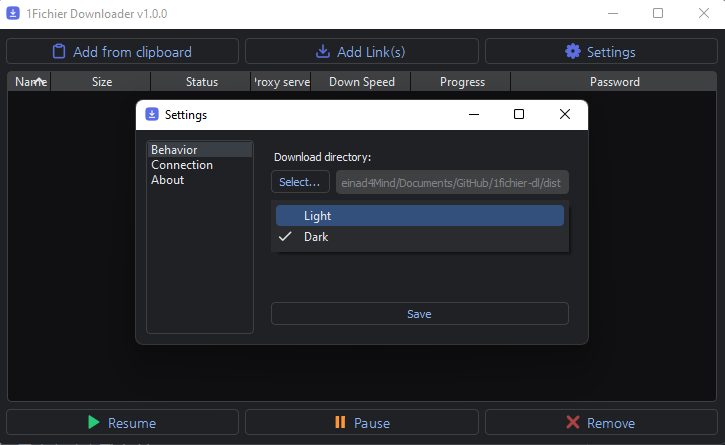 1Fichier Downloader v1.0.0
Add from clipboard
Add Link(s)
Settings
Name
Size
Status
Proxy serve
Down Speed
Progress
Password
Settings
Behavior
Connection
About
Download directory:
Select...
einad4Mind/Documents/GitHub/1fichier-dl/dist
Light
Dark
Save
Resume
Pause
Remove